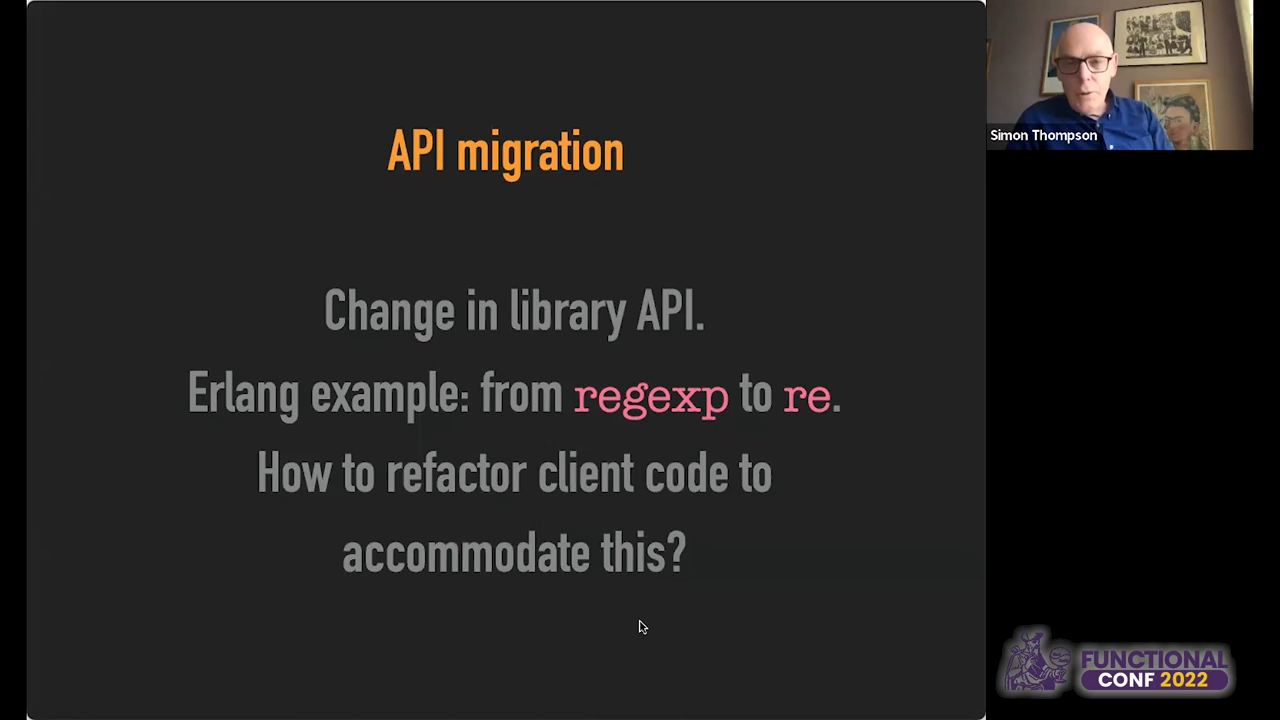 API migration
Change in library API.
Erlang example: from regexp to re.
How to refactor client code to
accommodate this?
Simon Thompson
FUNCTIONAL
CONF 2022